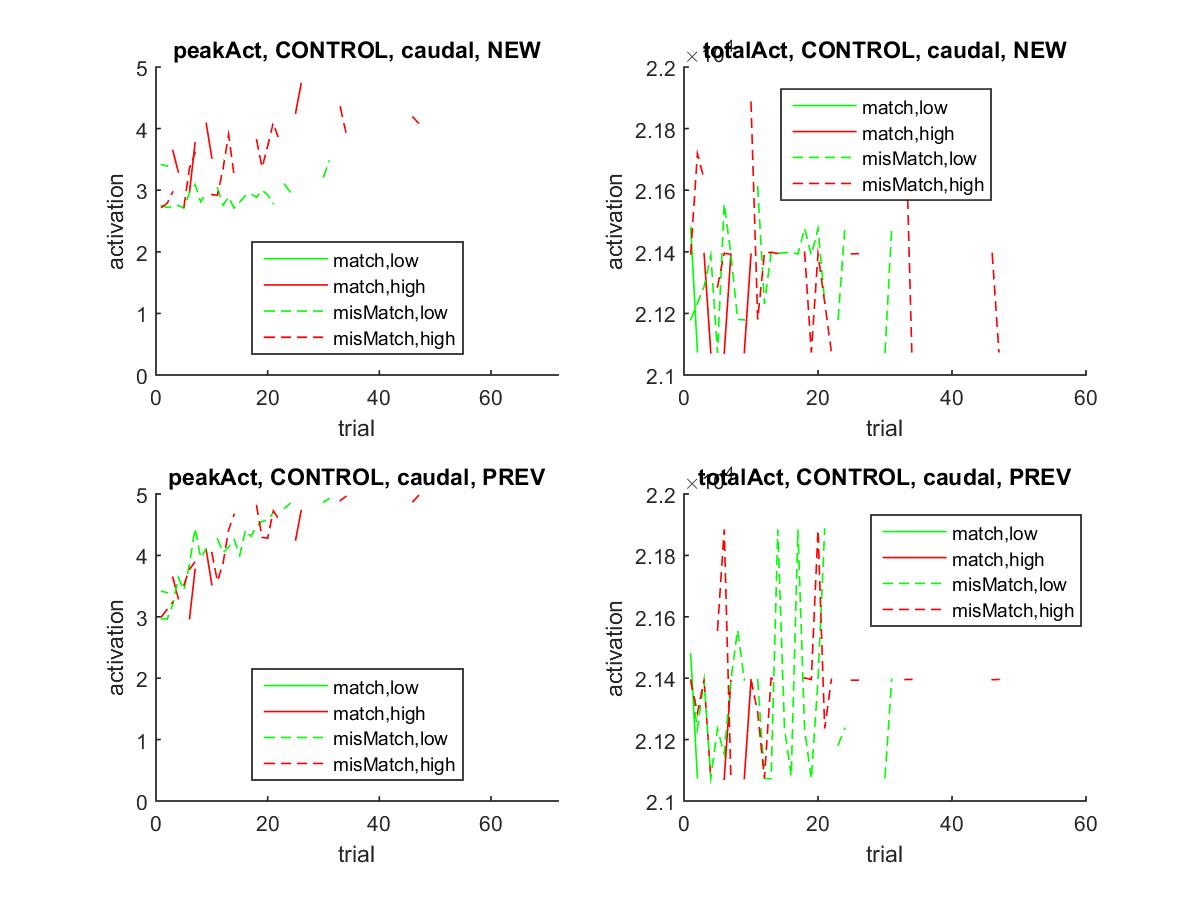 peakAct, CONTROL, caudal, NEW
5
4
3
2
1
0
activation
match,low
match,high
misMatch,low
misMatch,high
0 20 40 60
trial
totalAct, CONTROL, caudal, NEW
2.2
2.18
2.16
2.14
2.12
2.1
activation
match,low
match,high
misMatch,low
misMatch,high
0 20 40 60
trial
peakAct, CONTROL, caudal, PREV
5
4
3
2
1
0
activation
match,low
match,high
misMatch,low
misMatch,high
0 20 40 60
trial
totalAct, CONTROL, caudal, PREV
2.2
2.18
2.16
2.14
2.12
2.1
activation
match,low
match,high
misMatch,low
misMatch,high
0 20 40 60
trial